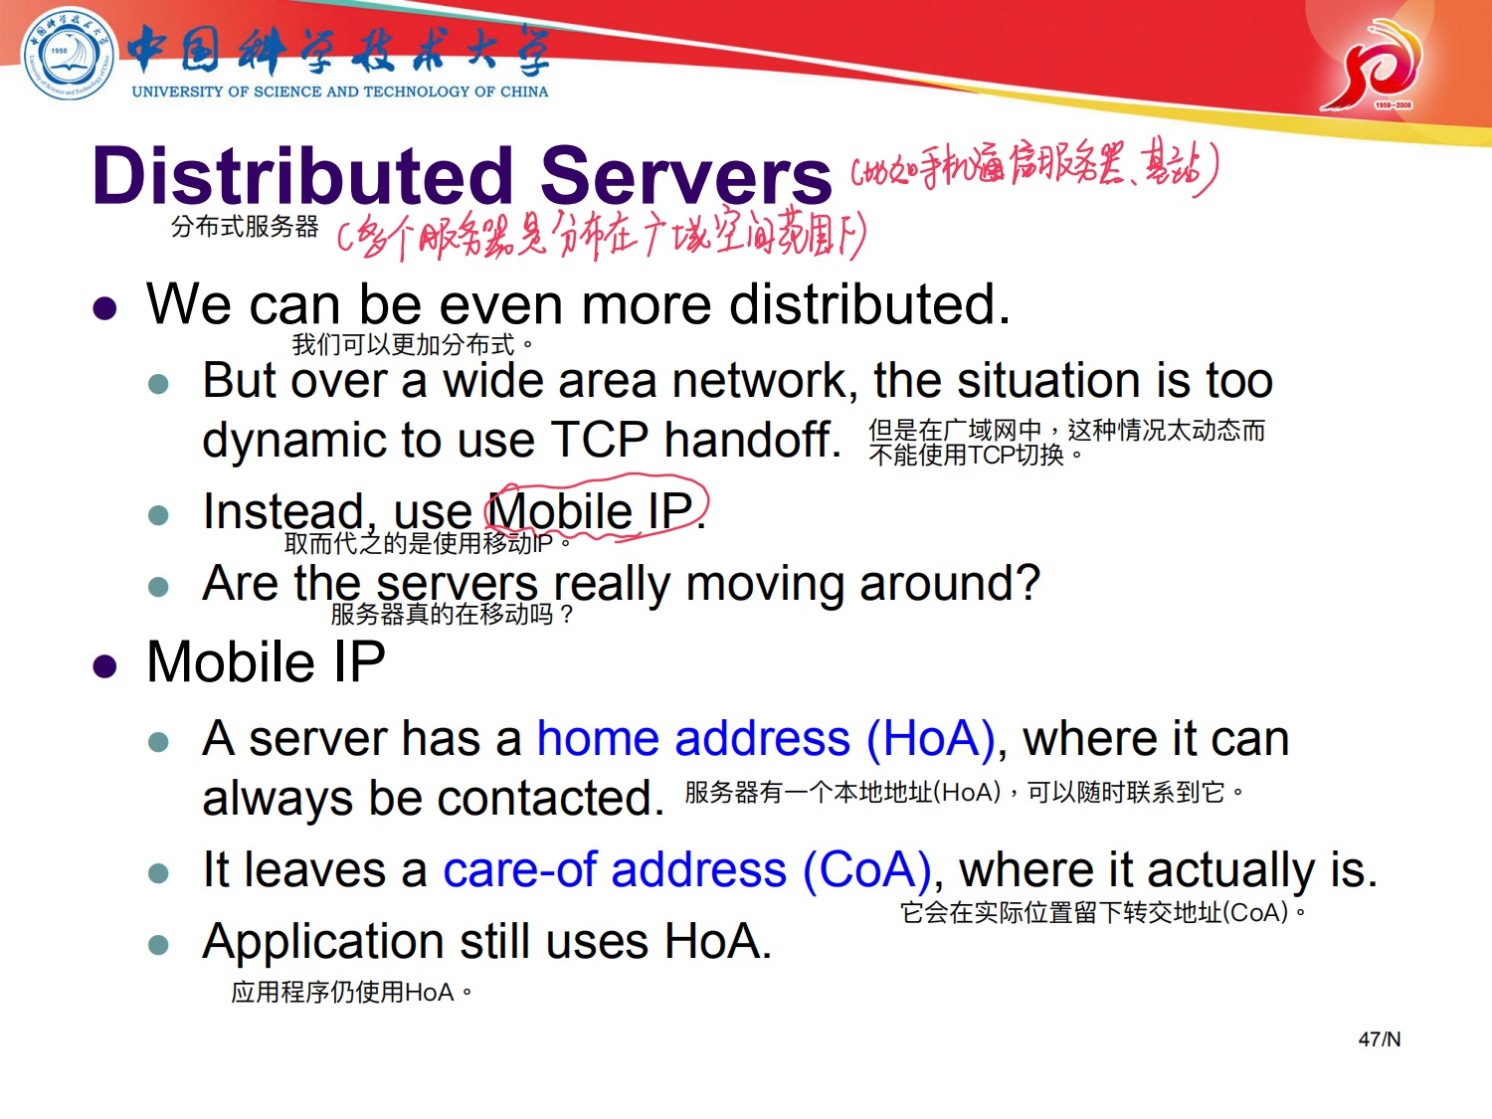 中国科学技术大学
UNIVERSITY OF SCIENCE AND TECHNOLOGY OF CHINA
1958
1958-2008
Distributed Servers (比如手机通信服务器、基站)
分布式服务器 (多个服务器是分布在广域空间范围下)
We can be even more distributed.
我们可以更加分布式。
But over a wide area network, the situation is too
dynamic to use TCP handoff. 但是在广域网中，这种情况太动态而
不能使用TCP切换。
Instead, use Mobile IP.
取而代之的是使用移动IP。
Are the servers really moving around?
服务器真的在移动吗？
Mobile IP
A server has a home address (HoA), where it can
always be contacted. 服务器有一个本地地址(HoA)，可以随时联系到它。
It leaves a care-of address (CoA), where it actually is.
它会在实际位置留下转交地址(CoA)。
Application still uses HoA.
应用程序仍使用HoA。
47/N